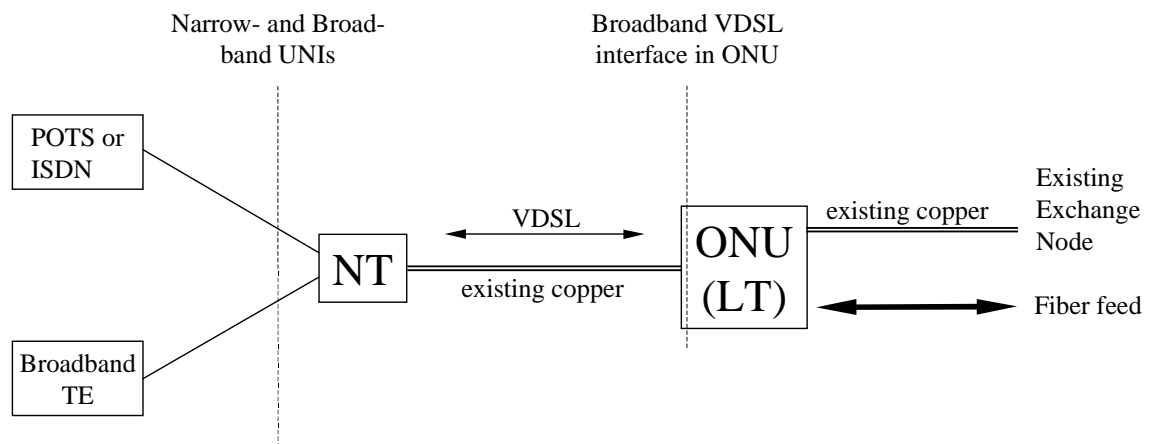 Narrow- and Broad-
band UNIs
Broadband VDSL
interface in ONU
POTS or
ISDN
VDSL
NT
existing copper
ONU
(LT)
existing copper
Existing
Exchange
Node
Fiber feed
Broadband
TE